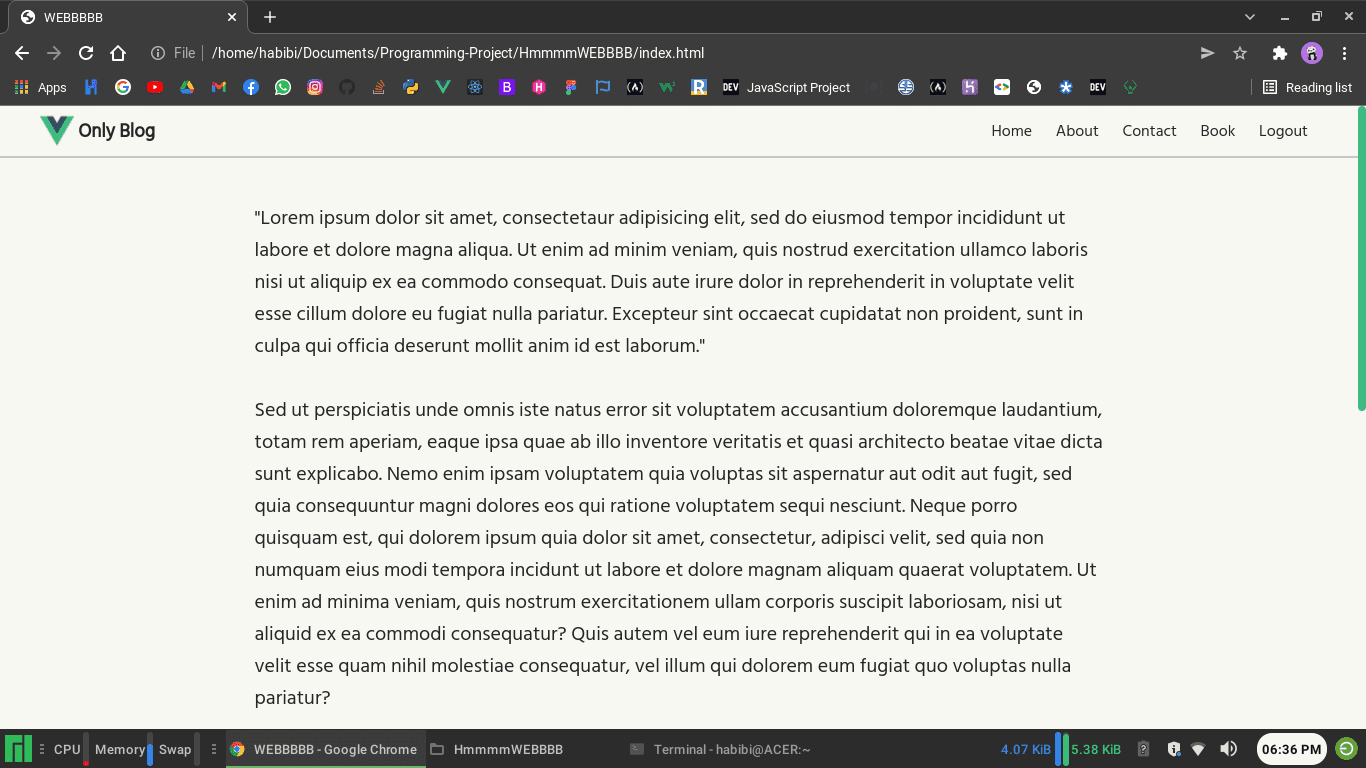 WEBBBBB
File /home/habibi/Documents/Programming-Project/HmmmmWEBBBB/index.html
Apps B DEV JavaScript Project DEV Reading list
Only Blog Home About Contact Book Logout
"Lorem ipsum dolor sit amet, consectetaur adipisicing elit, sed do eiusmod tempor incididunt ut
labore et dolore magna aliqua. Ut enim ad minim veniam, quis nostrud exercitation ullamco laboris
nisi ut aliquip ex ea commodo consequat. Duis aute irure dolor in reprehenderit in voluptate velit
esse cillum dolore eu fugiat nulla pariatur. Excepteur sint occaecat cupidatat non proident, sunt in
culpa qui officia deserunt mollit anim id est laborum."
Sed ut perspiciatis unde omnis iste natus error sit voluptatem accusantium doloremque laudantium,
totam rem aperiam, eaque ipsa quae ab illo inventore veritatis et quasi architecto beatae vitae dicta
sunt explicabo. Nemo enim ipsam voluptatem quia voluptas sit aspernatur aut odit aut fugit, sed
quia consequuntur magni dolores eos qui ratione voluptatem sequi nesciunt. Neque porro
quisquam est, qui dolorem ipsum quia dolor sit amet, consectetur, adipisci velit, sed quia non
numquam eius modi tempora incidunt ut labore et dolore magnam aliquam quaerat voluptatem. Ut
enim ad minima veniam, quis nostrum exercitationem ullam corporis suscipit laboriosam, nisi ut
aliquid ex ea commodi consequatur? Quis autem vel eum iure reprehenderit qui in ea voluptate
velit esse quam nihil molestiae consequatur, vel illum qui dolorem eum fugiat quo voluptas nulla
pariatur?
CPU Memory Swap WEBBBBB - Google Chrome HmmmmWEBBBB Terminal - habibi@ACER:~ 4.07 KiB 5.38 KiB 06:36 PM